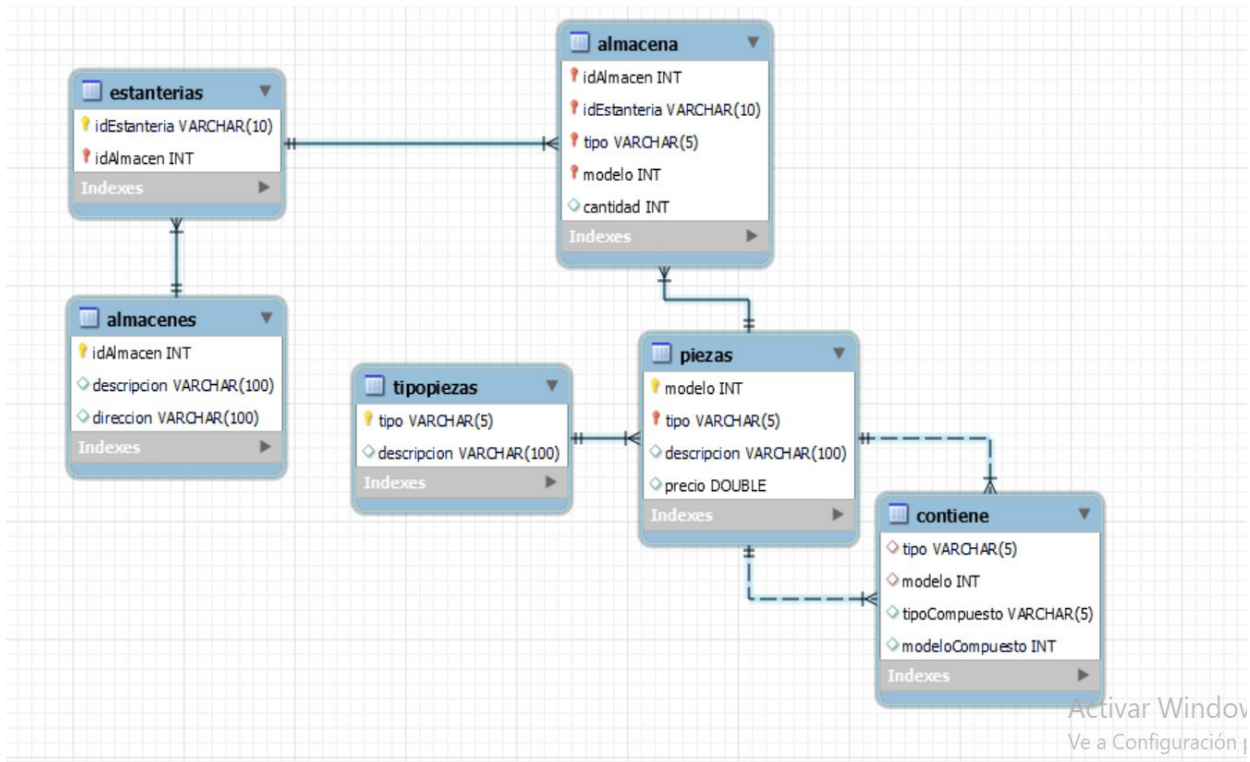 almacena
idAlmacen INT
idEstanteria VARCHAR(10)
tipo VARCHAR(5)
modelo INT
cantidad INT
Indexes
estanterias
idEstanteria VARCHAR(10)
idAlmacen INT
Indexes
almacenes
idAlmacen INT
descripcion VARCHAR(100)
direccion VARCHAR(100)
Indexes
tipopiezas
tipo VARCHAR(5)
descripcion VARCHAR(100)
Indexes
piezas
modelo INT
tipo VARCHAR(5)
descripcion VARCHAR(100)
precio DOUBLE
Indexes
contiene
tipo VARCHAR(5)
modelo INT
tipoCompuesto VARCHAR(5)
modeloCompuesto INT
Indexes
Activar Window
Ve a Configuración p